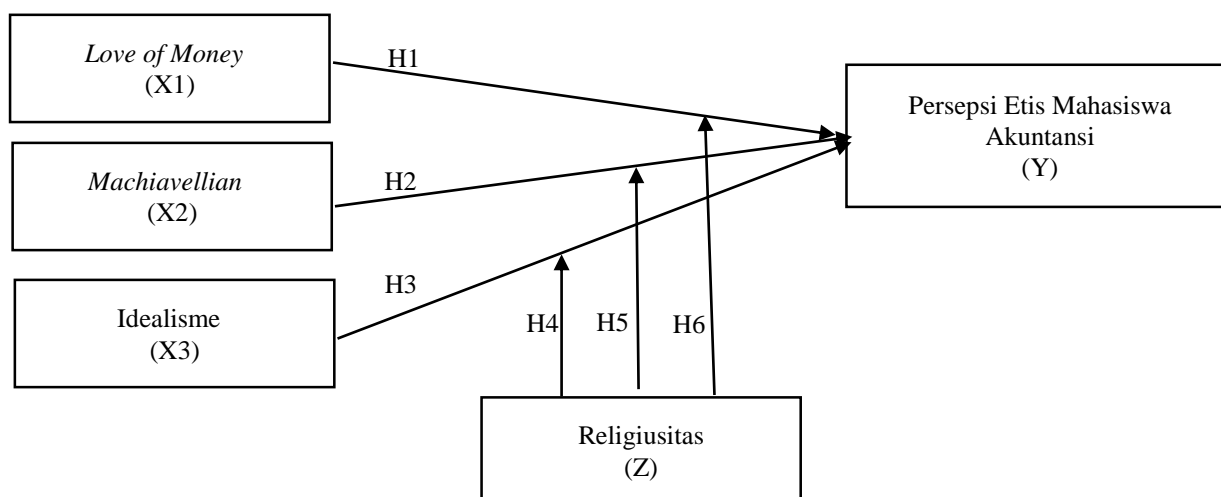 Love of Money
(X1)
H1
Persepsi Etis Mahasiswa
Akuntansi
(Y)
Machiavellian
(X2)
H2
Idealisme
(X3)
H3
H4
H5
H6
Religiusitas
(Z)